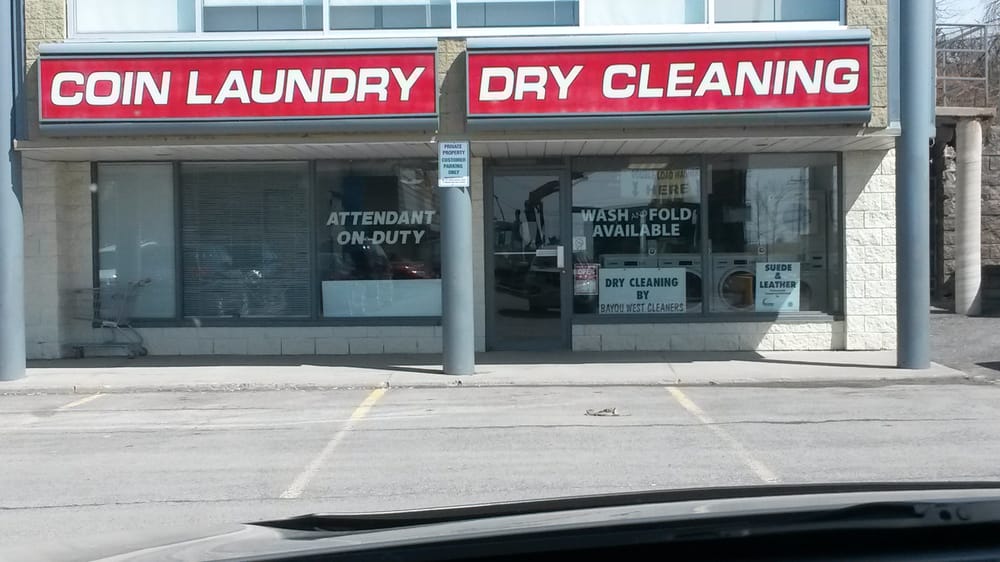 COIN LAUNDRY
DRY CLEANING
PRIVATE
PROPERTY
CUSTOMER
PARKING
ONLY
ATTENDANT
ON DUTY
HERE
WASH AND FOLD
AVAILABLE
OPEN
DRY CLEANING
BY
BAYOU WEST CLEANERS
SUEDE
&
LEATHER